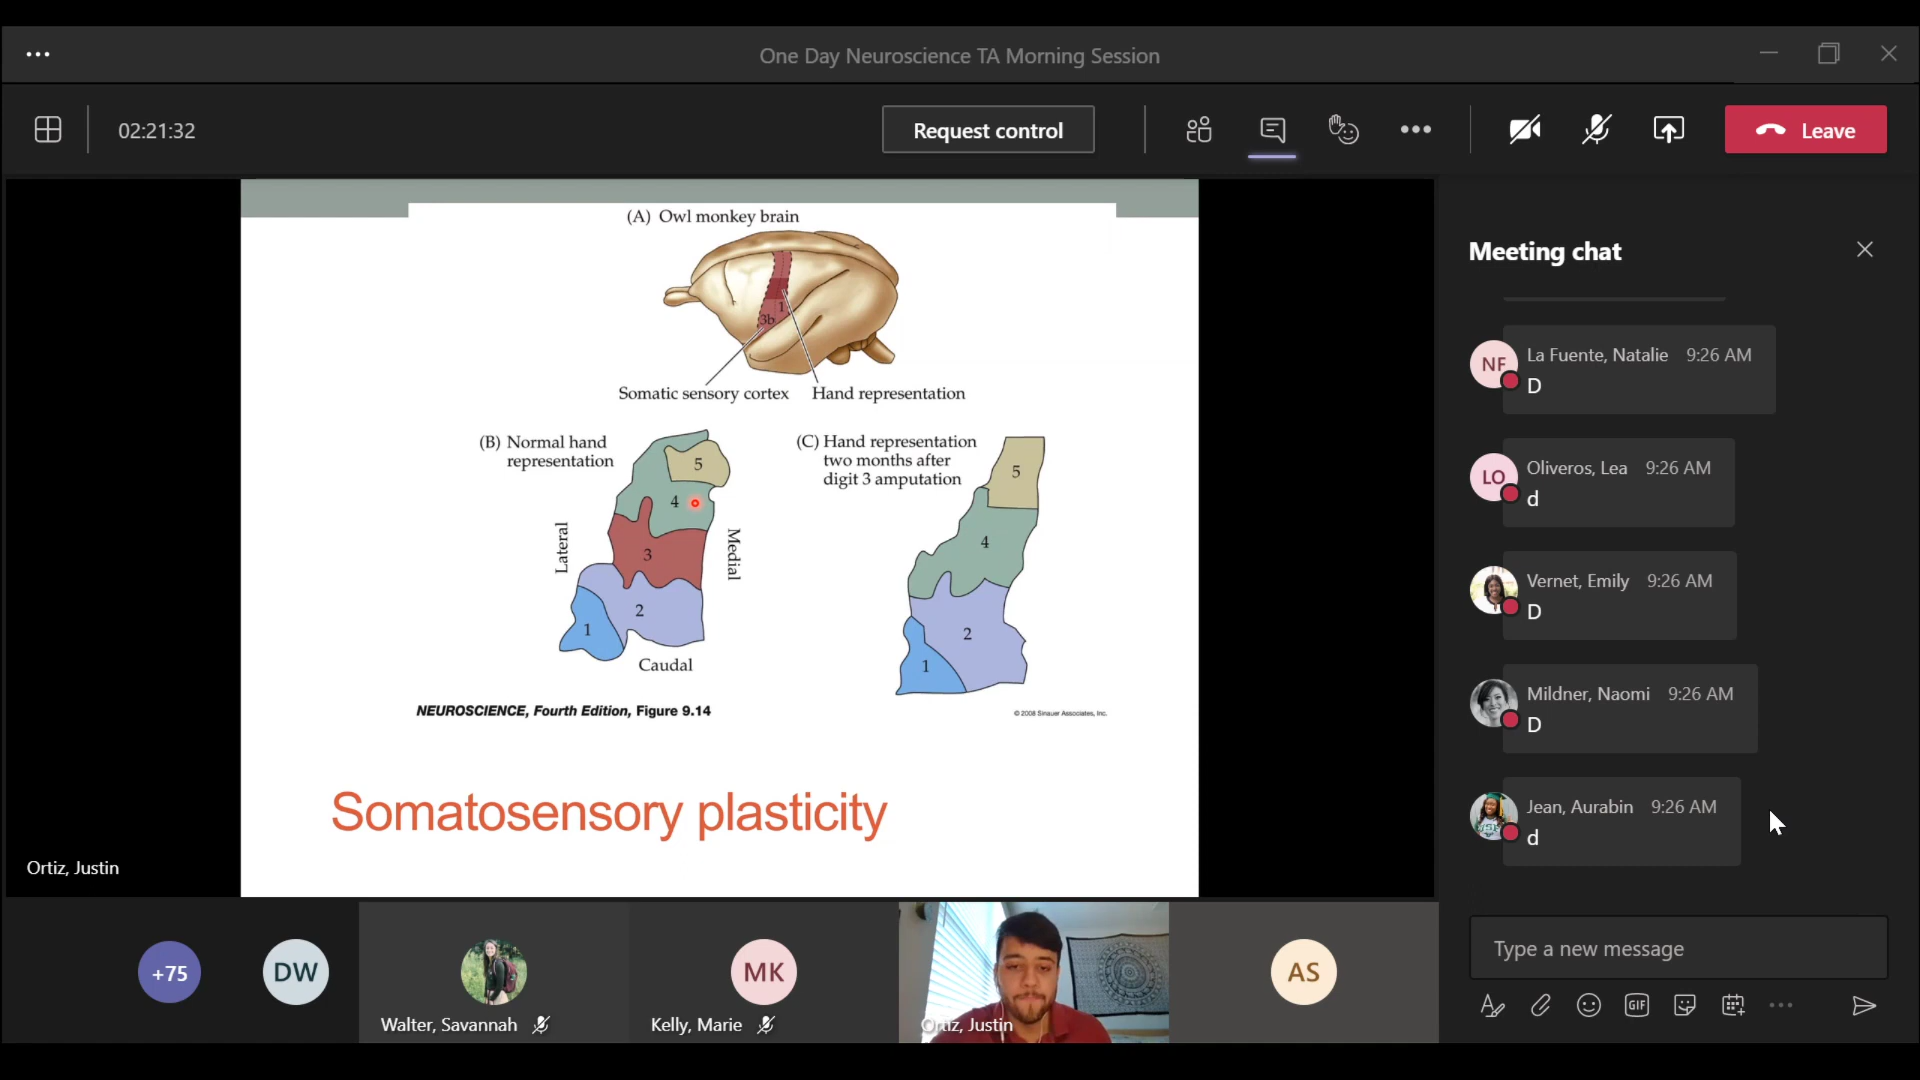 One Day Neuroscience TA Morning Session
02:21:32
Request control
Leave
(A) Owl monkey brain
1
3b
Somatic sensory cortex
Hand representation
(B) Normal hand
representation
5
4
3
2
1
Lateral
Medial
Caudal
(C) Hand representation
two months after
digit 3 amputation
5
4
2
1
NEUROSCIENCE, Fourth Edition, Figure 9.14
© 2008 Sinauer Associates, Inc.
Somatosensory plasticity
Ortiz, Justin
Meeting chat
NF
La Fuente, Natalie 9:26 AM
D
LO
Oliveros, Lea 9:26 AM
d
Vernet, Emily 9:26 AM
D
Mildner, Naomi 9:26 AM
D
Jean, Aurabin 9:26 AM
d
Type a new message
GIF
+75
DW
Walter, Savannah
MK
Kelly, Marie
Ortiz, Justin
AS